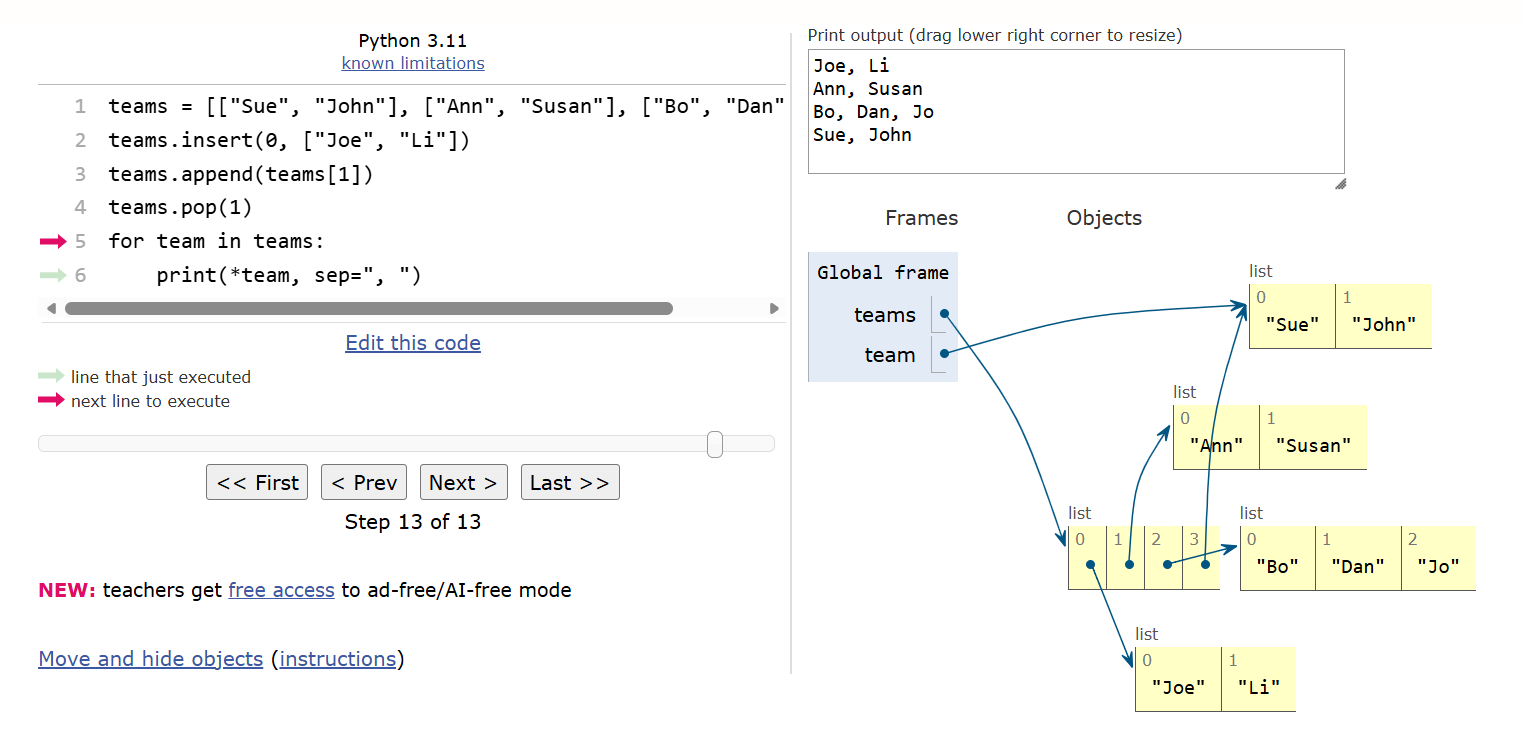 Python 3.11
known limitations
1 teams = [["Sue", "John"], ["Ann", "Susan"], ["Bo", "Dan"
2 teams.insert(0, ["Joe", "Li"])
3 teams.append(teams[1])
4 teams.pop(1)
5 for team in teams:
6     print(*team, sep=", ")
Edit this code
line that just executed
next line to execute
<< First < Prev Next > Last >>
Step 13 of 13
NEW: teachers get free access to ad-free/AI-free mode
Move and hide objects (instructions)
Print output (drag lower right corner to resize)
Joe, Li
Ann, Susan
Bo, Dan, Jo
Sue, John
Frames Objects
Global frame
teams
team
list
0 1
"Sue" "John"
list
0 1
"Ann" "Susan"
list
0 1 2 3
list
0 1 2
"Bo" "Dan" "Jo"
list
0 1
"Joe" "Li"